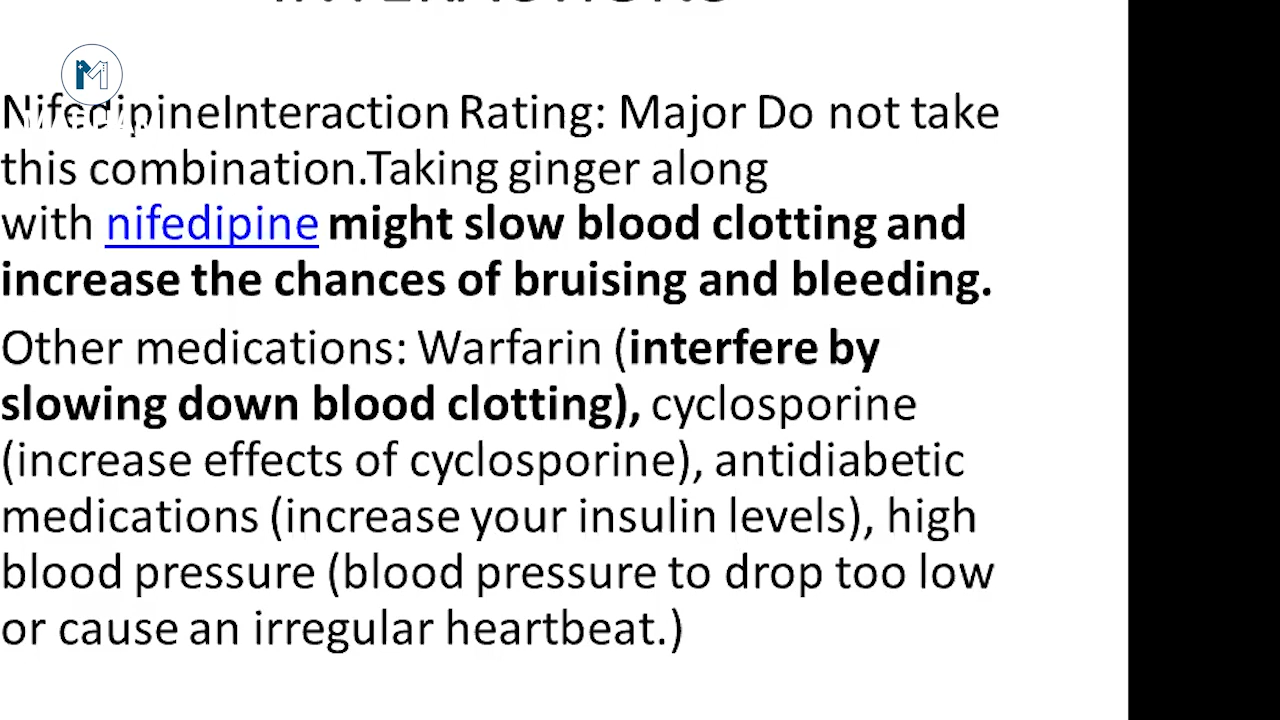 INTERACTIONS
NifedipineInteraction Rating: Major Do not take
this combination.Taking ginger along
with nifedipine might slow blood clotting and
increase the chances of bruising and bleeding.
Other medications: Warfarin (interfere by
slowing down blood clotting), cyclosporine
(increase effects of cyclosporine), antidiabetic
medications (increase your insulin levels), high
blood pressure (blood pressure to drop too low
or cause an irregular heartbeat.)